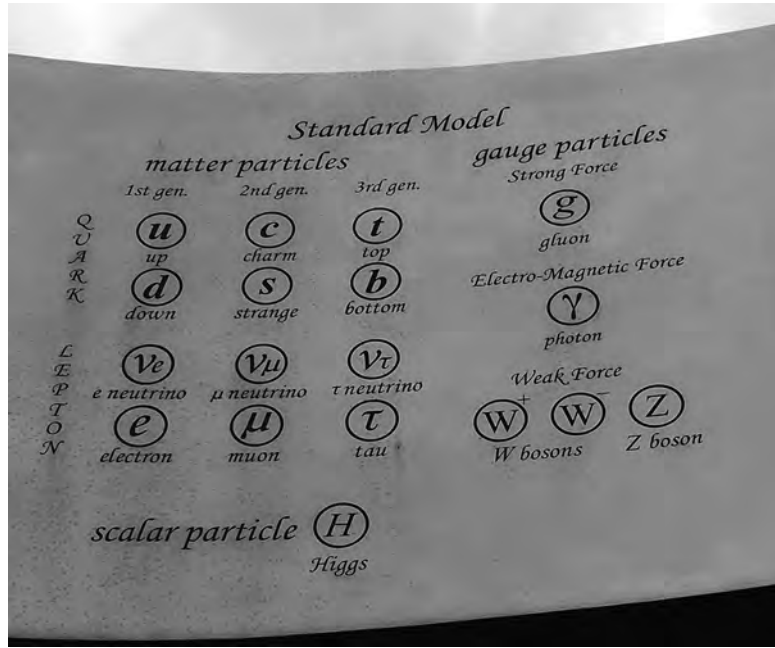 Standard Model
matter particles
1st gen. 2nd gen. 3rd gen.
QUARK
u c t
up charm top
d s b
down strange bottom
LEPTON
νe νμ ντ
e neutrino μ neutrino τ neutrino
e μ τ
electron muon tau
gauge particles
Strong Force
g
gluon
Electro-Magnetic Force
γ
photon
Weak Force
W+ W− Z
W bosons Z boson
scalar particle H
Higgs